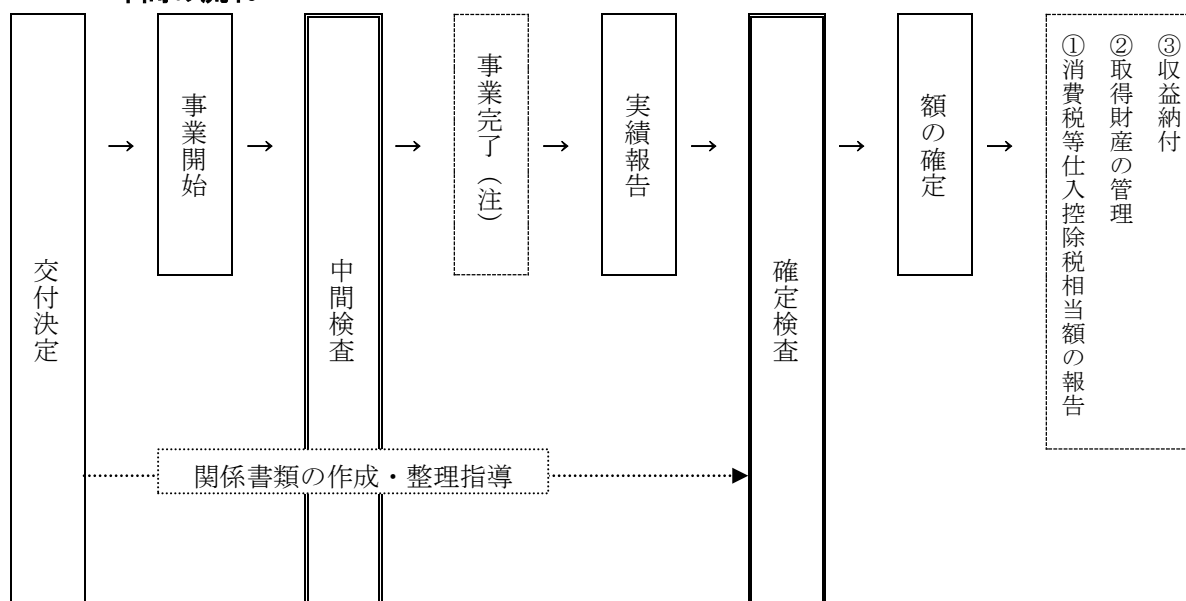 交付決定
→
事業開始
→
中間検査
→
事業完了（注）
→
実績報告
→
確定検査
→
額の確定
→
①消費税等仕入控除税相当額の報告
②取得財産の管理
③収益納付
関係書類の作成・整理指導